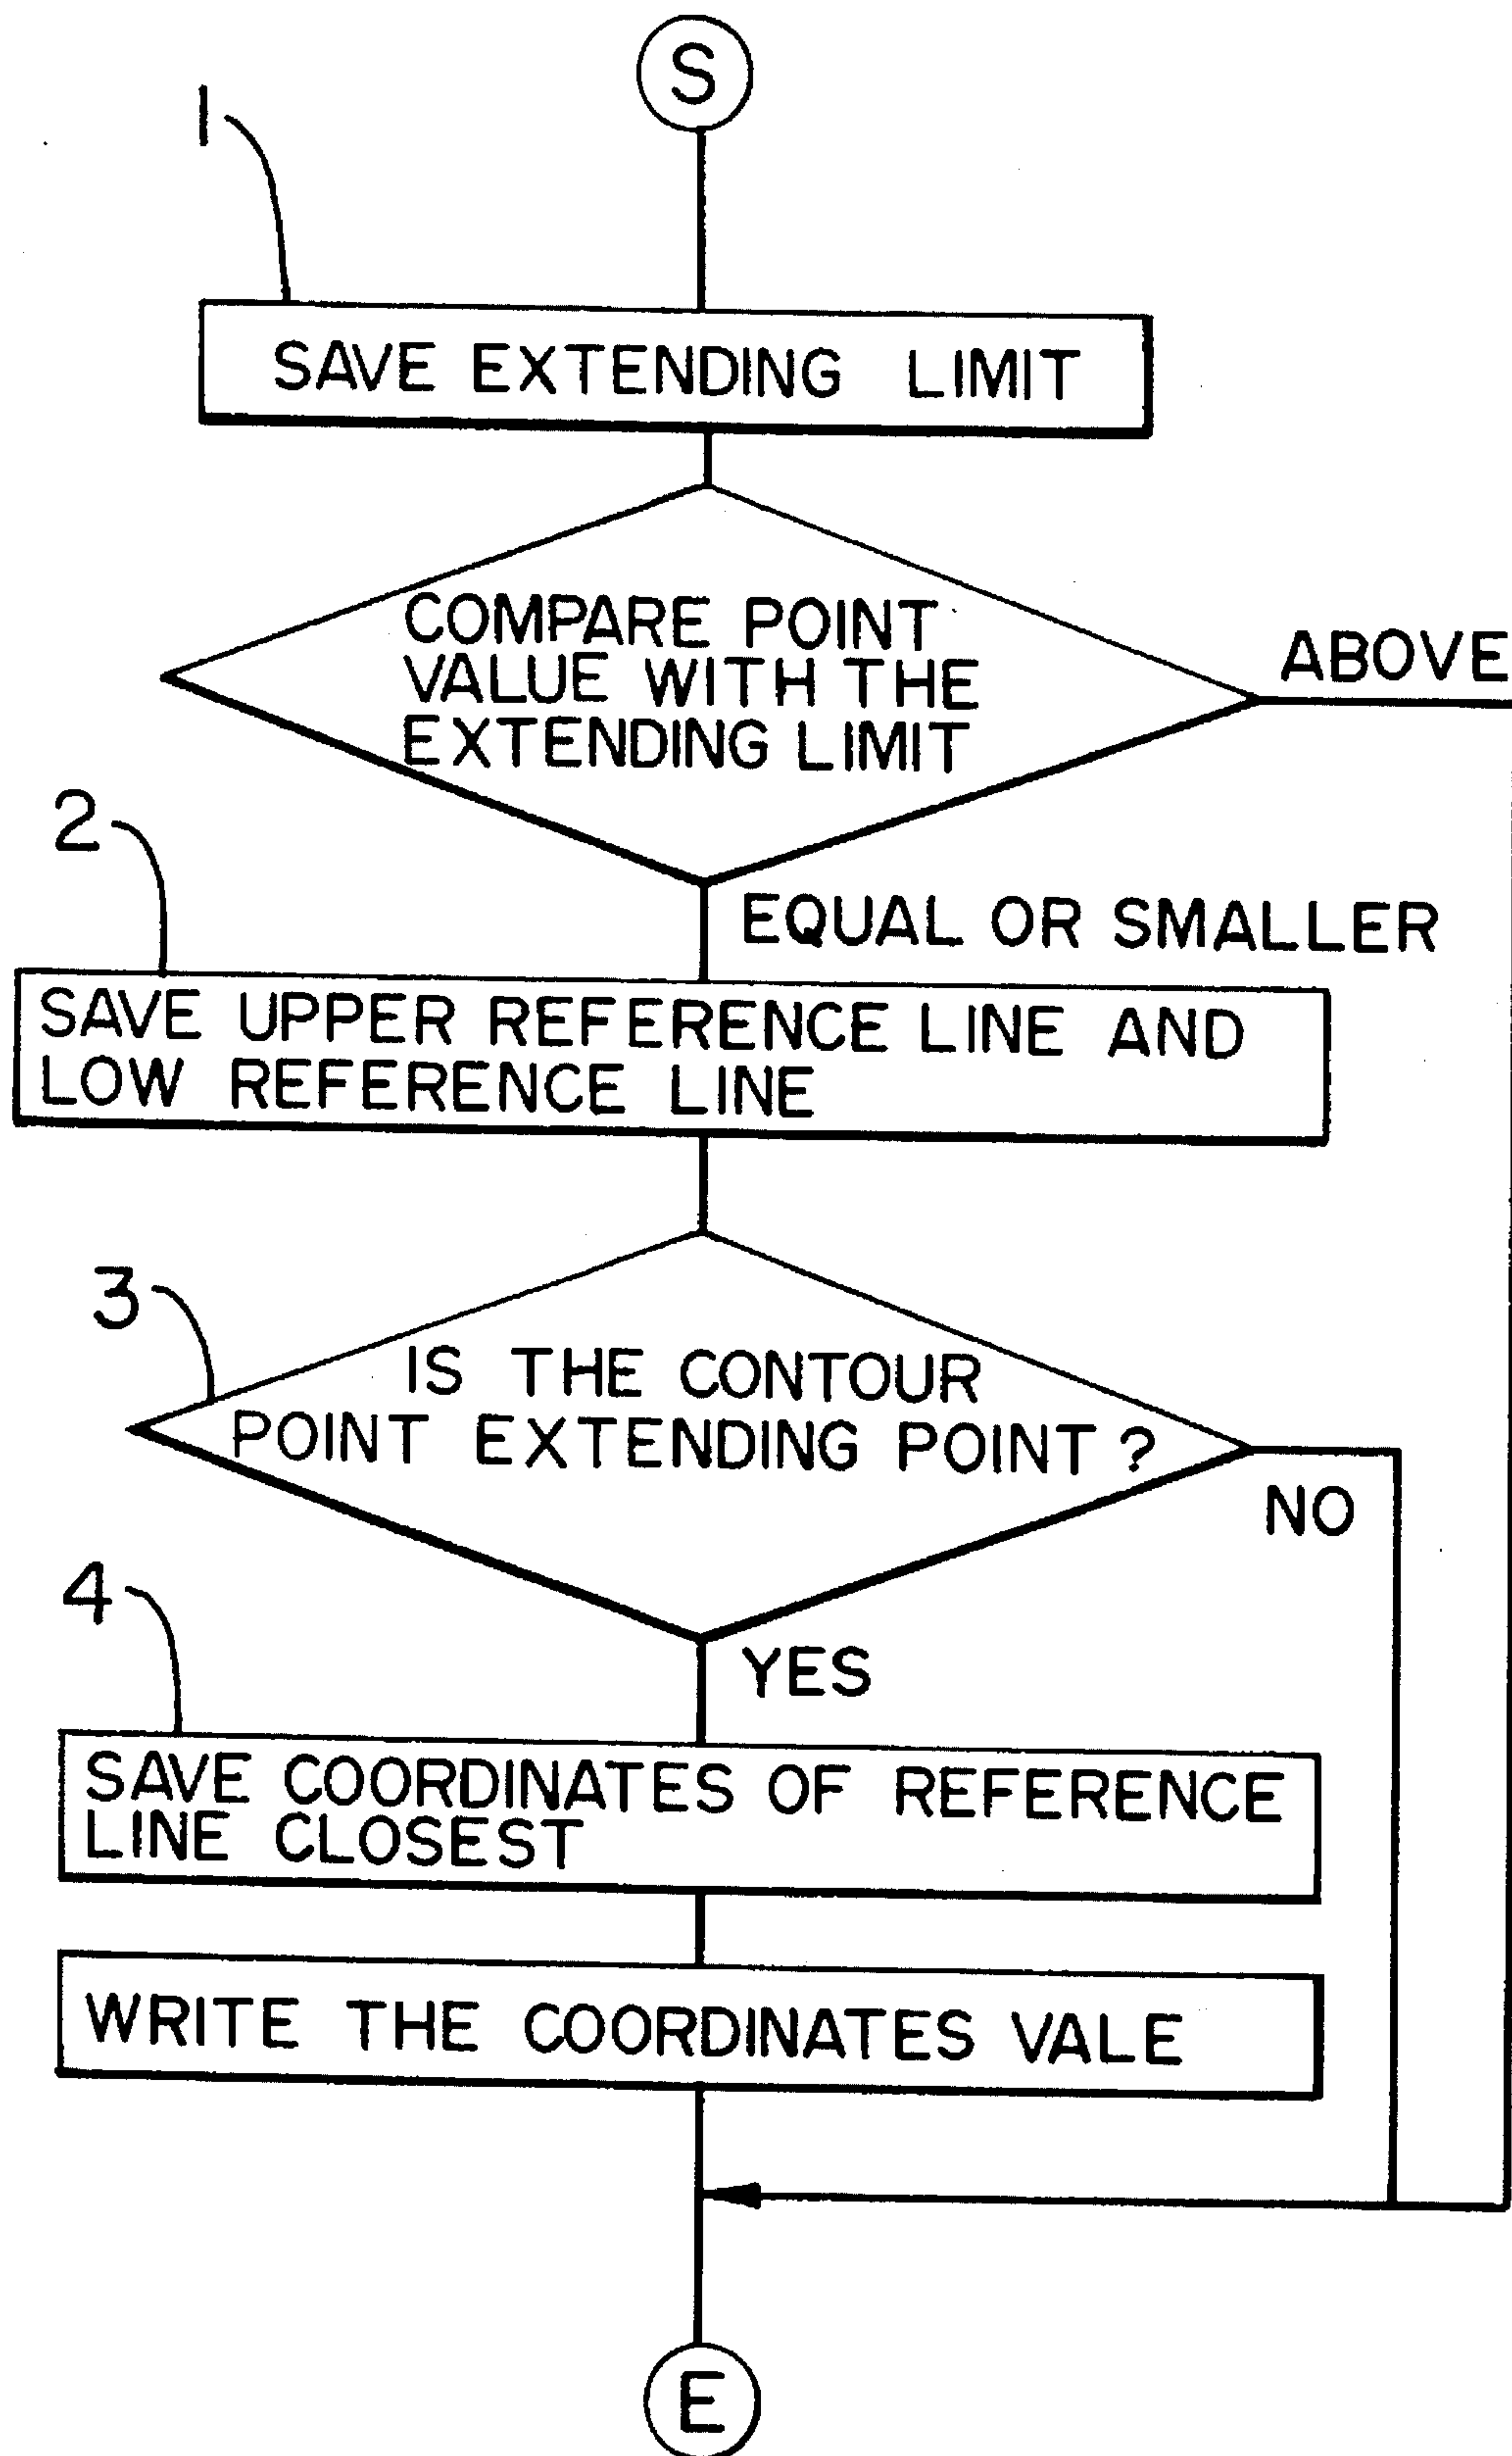 S
1
SAVE EXTENDING LIMIT
COMPARE POINT
VALUE WITH THE
EXTENDING LIMIT
ABOVE
2
EQUAL OR SMALLER
SAVE UPPER REFERENCE LINE AND
LOW REFERENCE LINE
3
IS THE CONTOUR
POINT EXTENDING POINT ?
NO
4
YES
SAVE COORDINATES OF REFERENCE
LINE CLOSEST
WRITE THE COORDINATES VALE
E